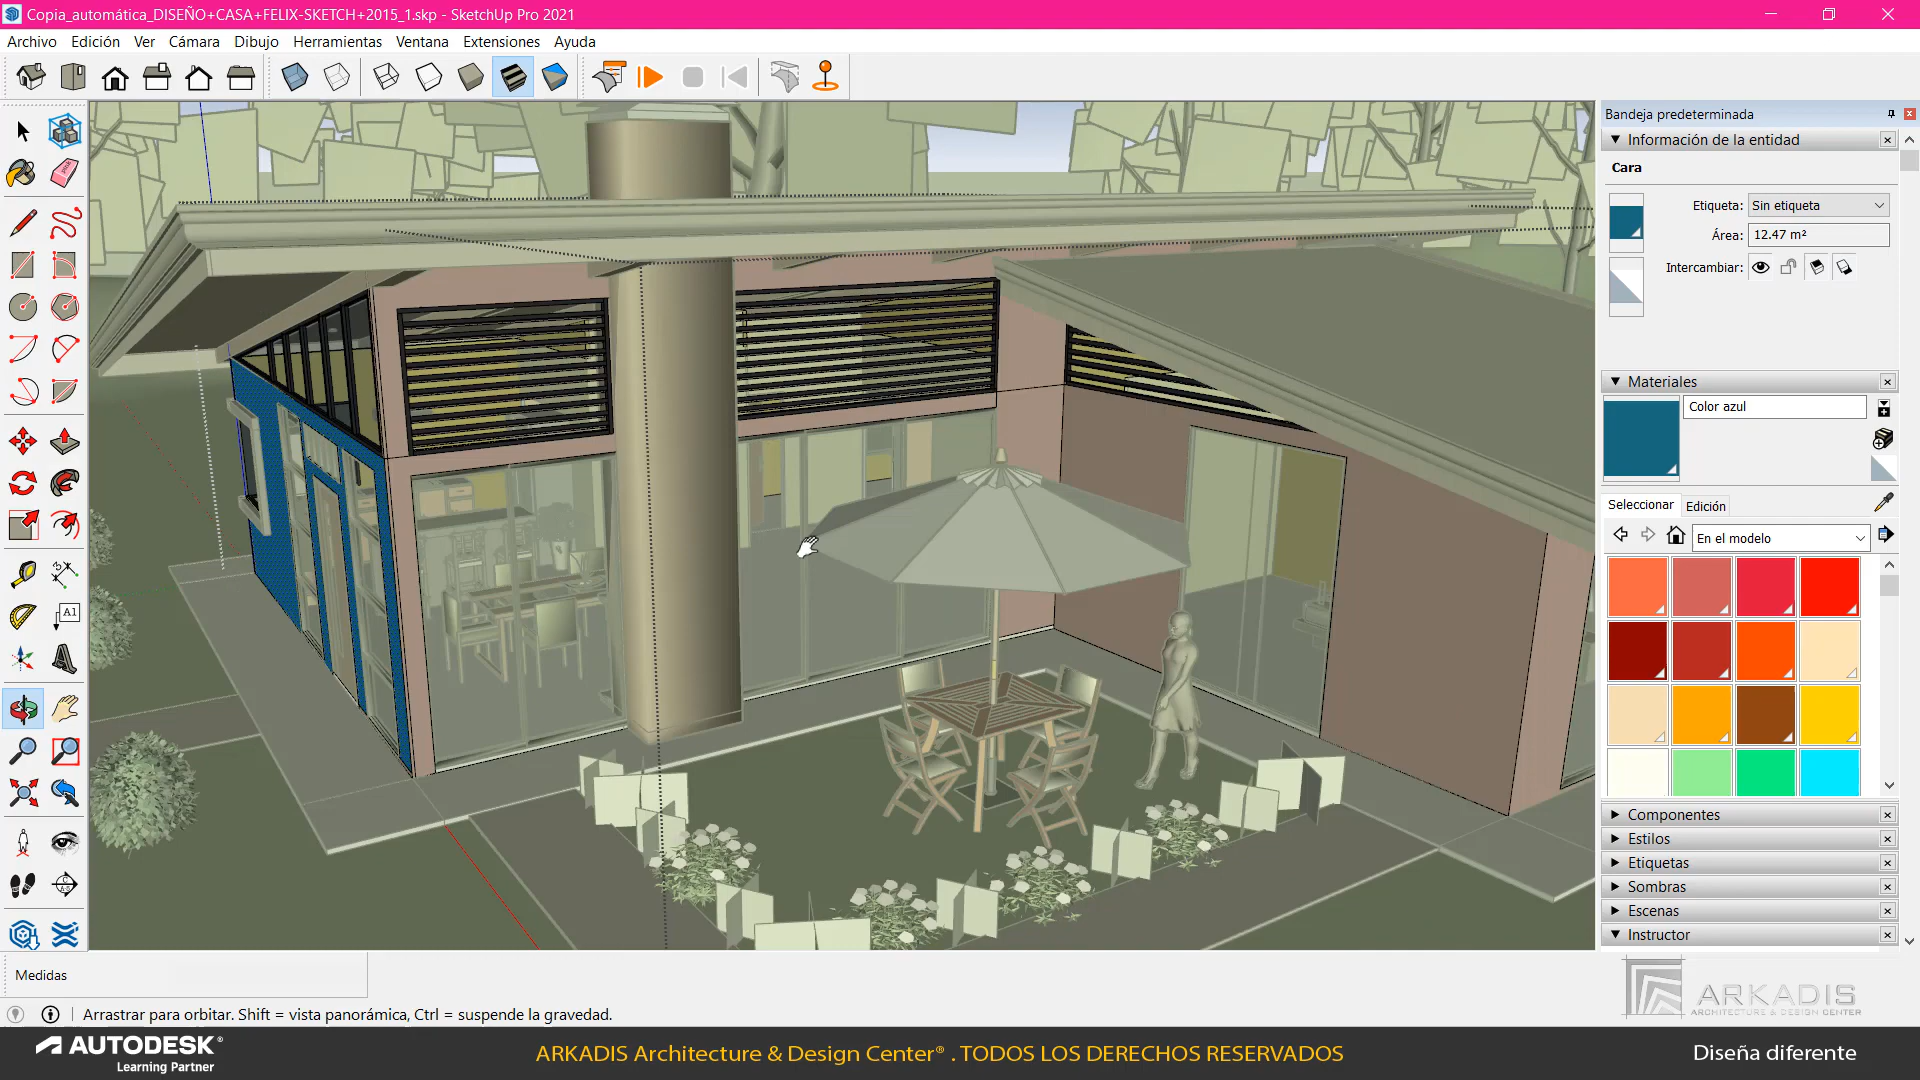 Copia_automática_DISEÑO+CASA+FELIX-SKETCH+2015_1.skp - SketchUp Pro 2021
Archivo Edición Ver Cámara Dibujo Herramientas Ventana Extensiones Ayuda
Bandeja predeterminada
Información de la entidad
Cara
Etiqueta: Sin etiqueta
Área: 12.47 m²
Intercambiar:
Materiales
Color azul
Seleccionar Edición
En el modelo
A1
Componentes
Estilos
Etiquetas
Sombras
Escenas
Instructor
Medidas
Arrastrar para orbitar. Shift = vista panorámica, Ctrl = suspende la gravedad.
ARKADIS
ARCHITECTURE & DESIGN CENTER
AUTODESK®
Learning Partner
ARKADIS Architecture & Design Center® . TODOS LOS DERECHOS RESERVADOS
Diseña diferente